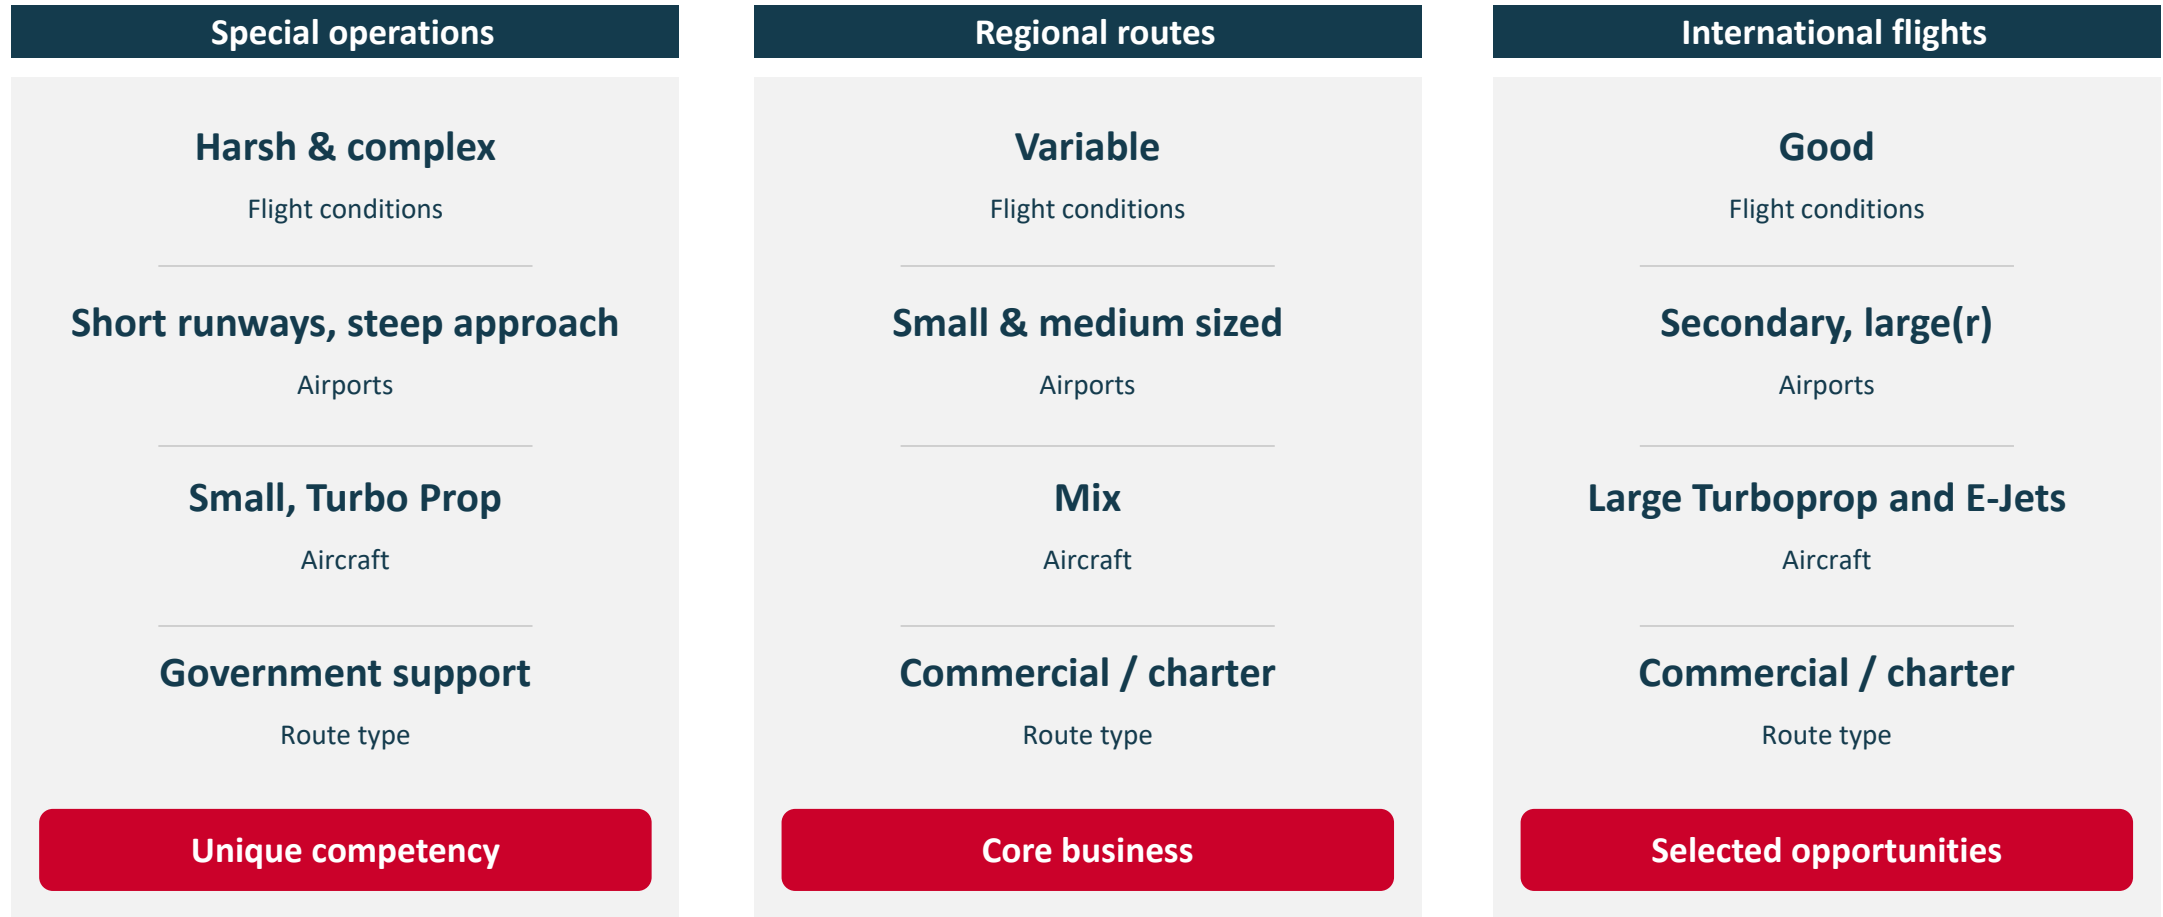 Special operations
Harsh & complex
Flight conditions
Short runways, steep approach
Airports
Small, Turbo Prop
Aircraft
Government support
Route type
Unique competency
Regional routes
Variable
Flight conditions
Small & medium sized
Airports
Mix
Aircraft
Commercial / charter
Route type
Core business
International flights
Good
Flight conditions
Secondary, large(r)
Airports
Large Turboprop and E-Jets
Aircraft
Commercial / charter
Route type
Selected opportunities